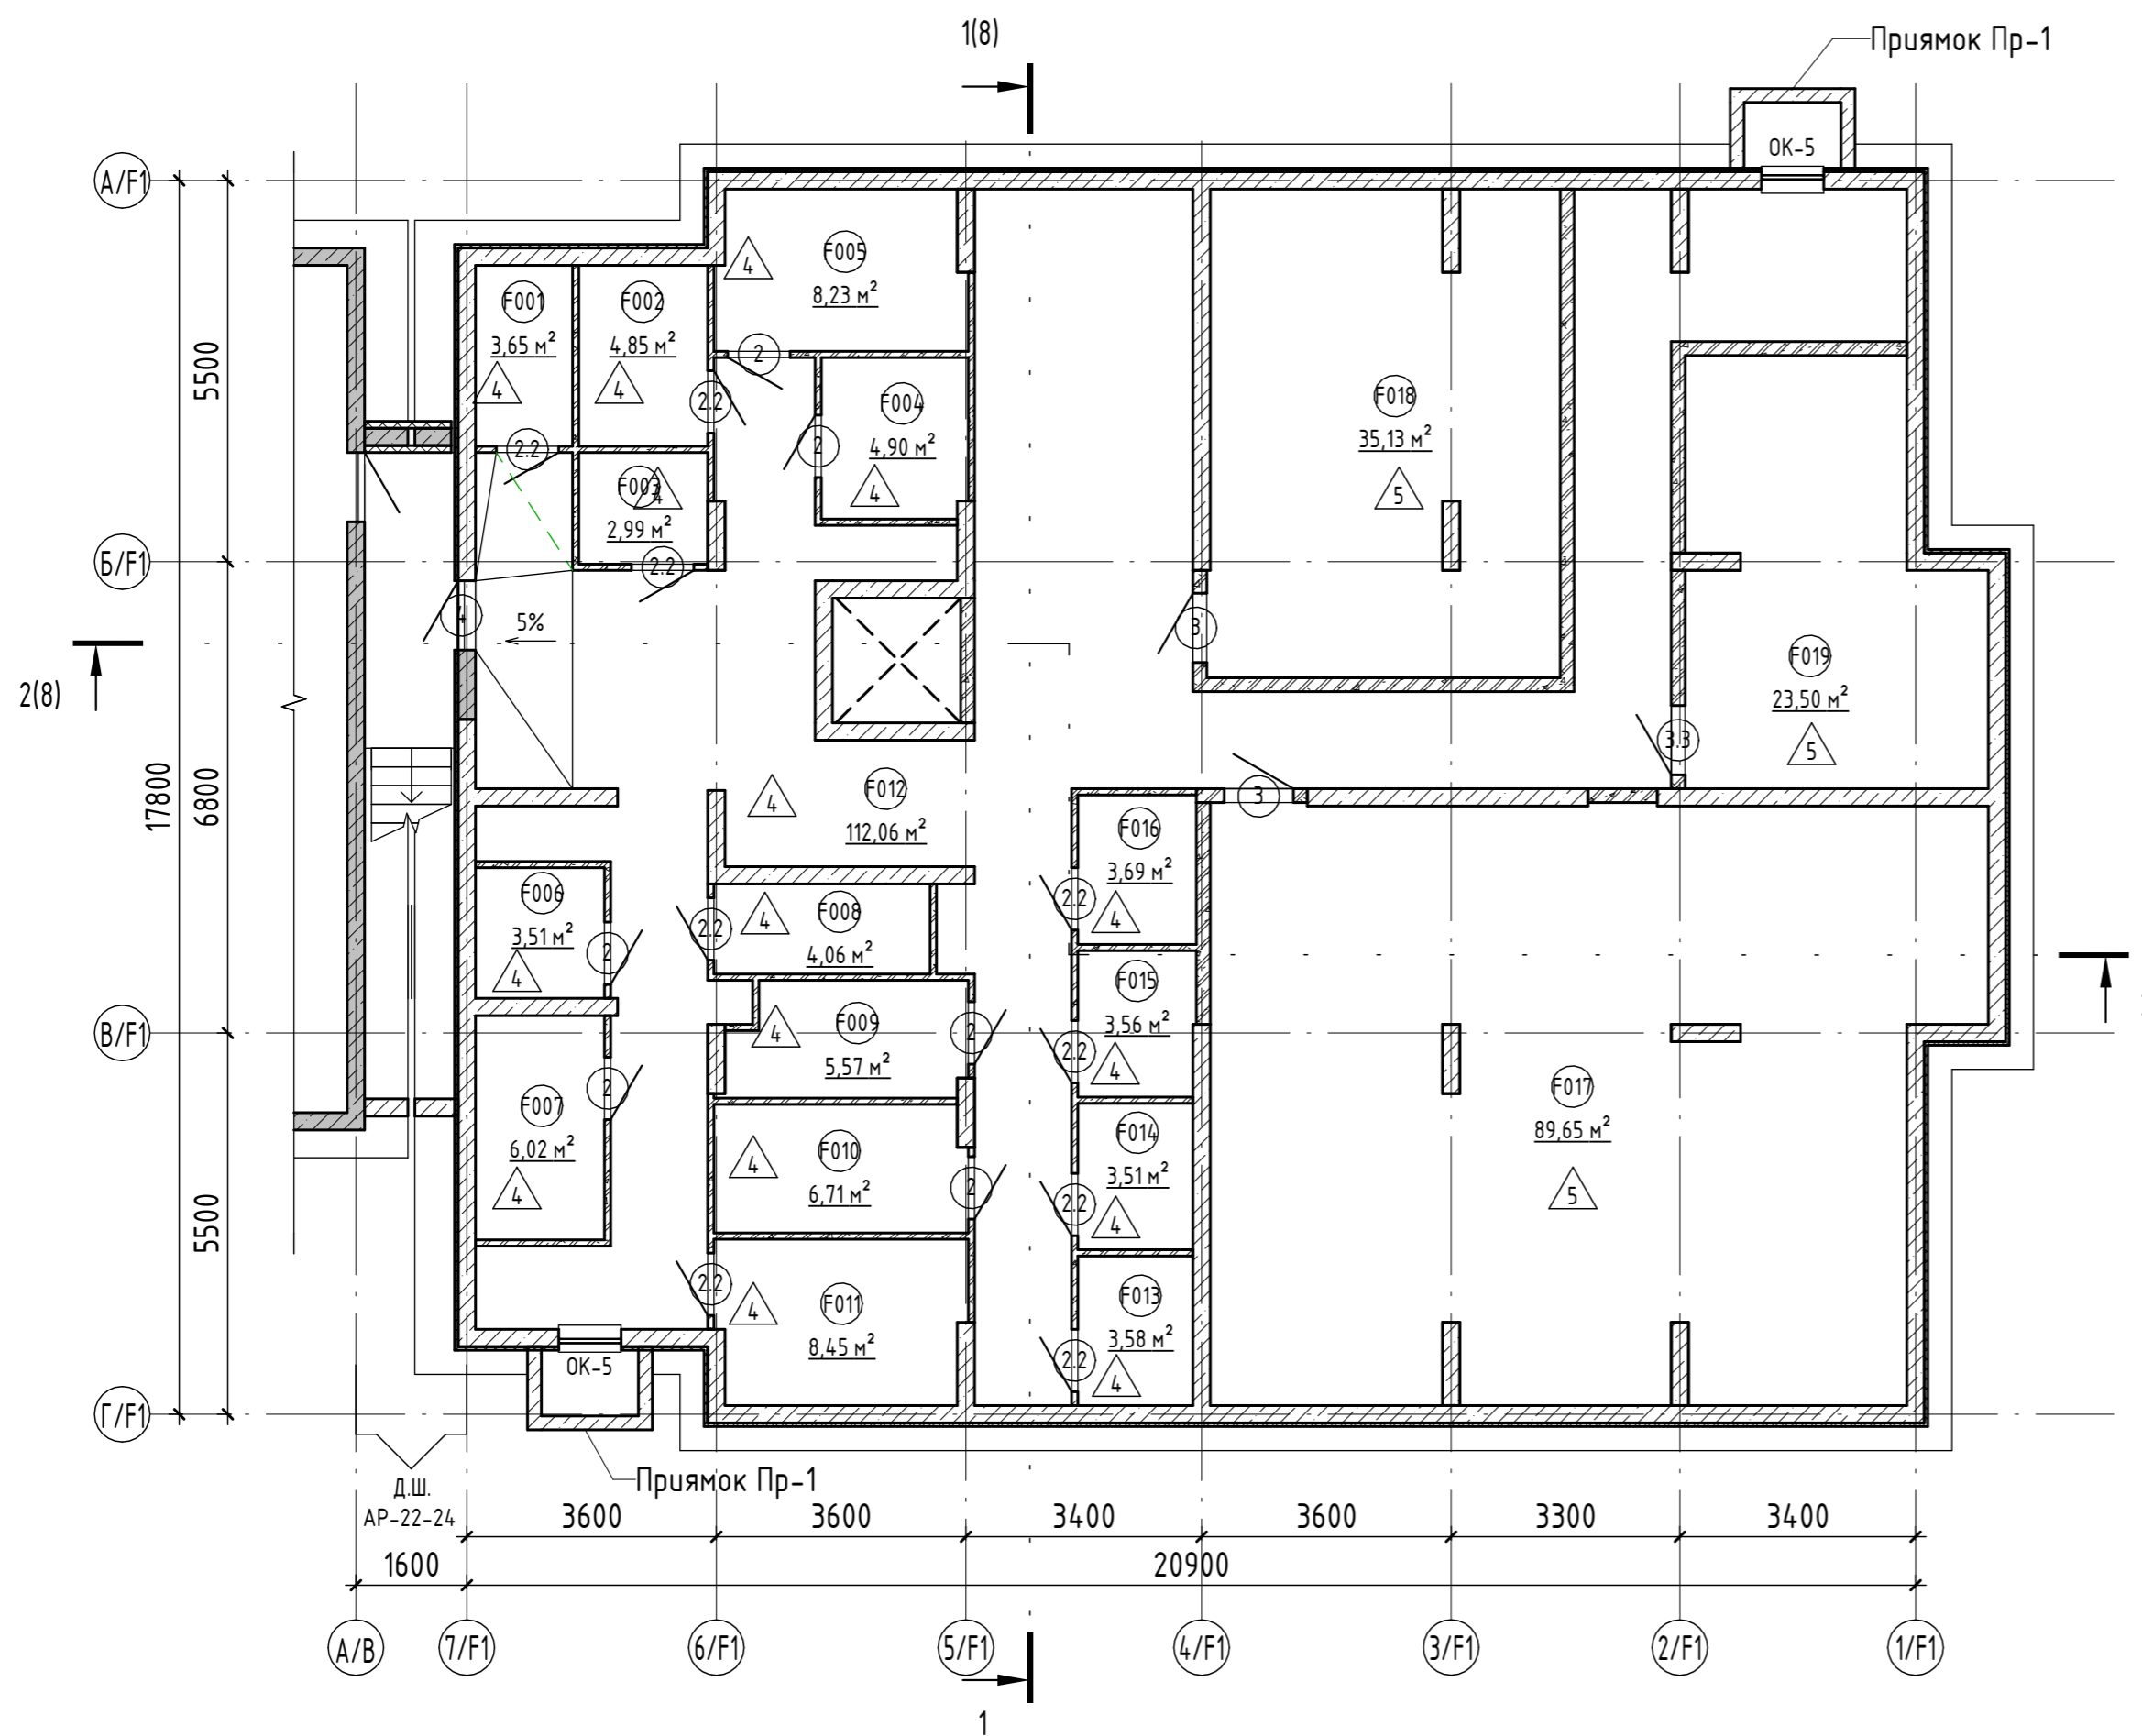 1(8)
Приямок Пр-1
ОК-5
А/F1
Б/F1
В/F1
Г/F1
5500
6800
5500
17800
2(8)
F001
3,65 м²
4
F002
4,85 м²
4
F003
4
2,99 м²
F004
4,90 м²
4
F005
8,23 м²
4
2
2.2
2
2.2
2.2
4
5%
F018
35,13 м²
5
3
F019
23,50 м²
5
3.3
3
F012
112,06 м²
4
F006
3,51 м²
4
2
F007
6,02 м²
4
2
F008
4,06 м²
4
2.2
F009
5,57 м²
4
2
F010
6,71 м²
4
2
F011
8,45 м²
4
2.2
F016
3,69 м²
4
2.2
F015
3,56 м²
4
2.2
F014
3,51 м²
4
2.2
F013
3,58 м²
4
2.2
F017
89,65 м²
5
ОК-5
Приямок Пр-1
Д.Ш.
АР-22-24
3600
3600
3400
3600
3300
3400
1600
20900
А/В
7/F1
6/F1
5/F1
4/F1
3/F1
2/F1
1/F1
1